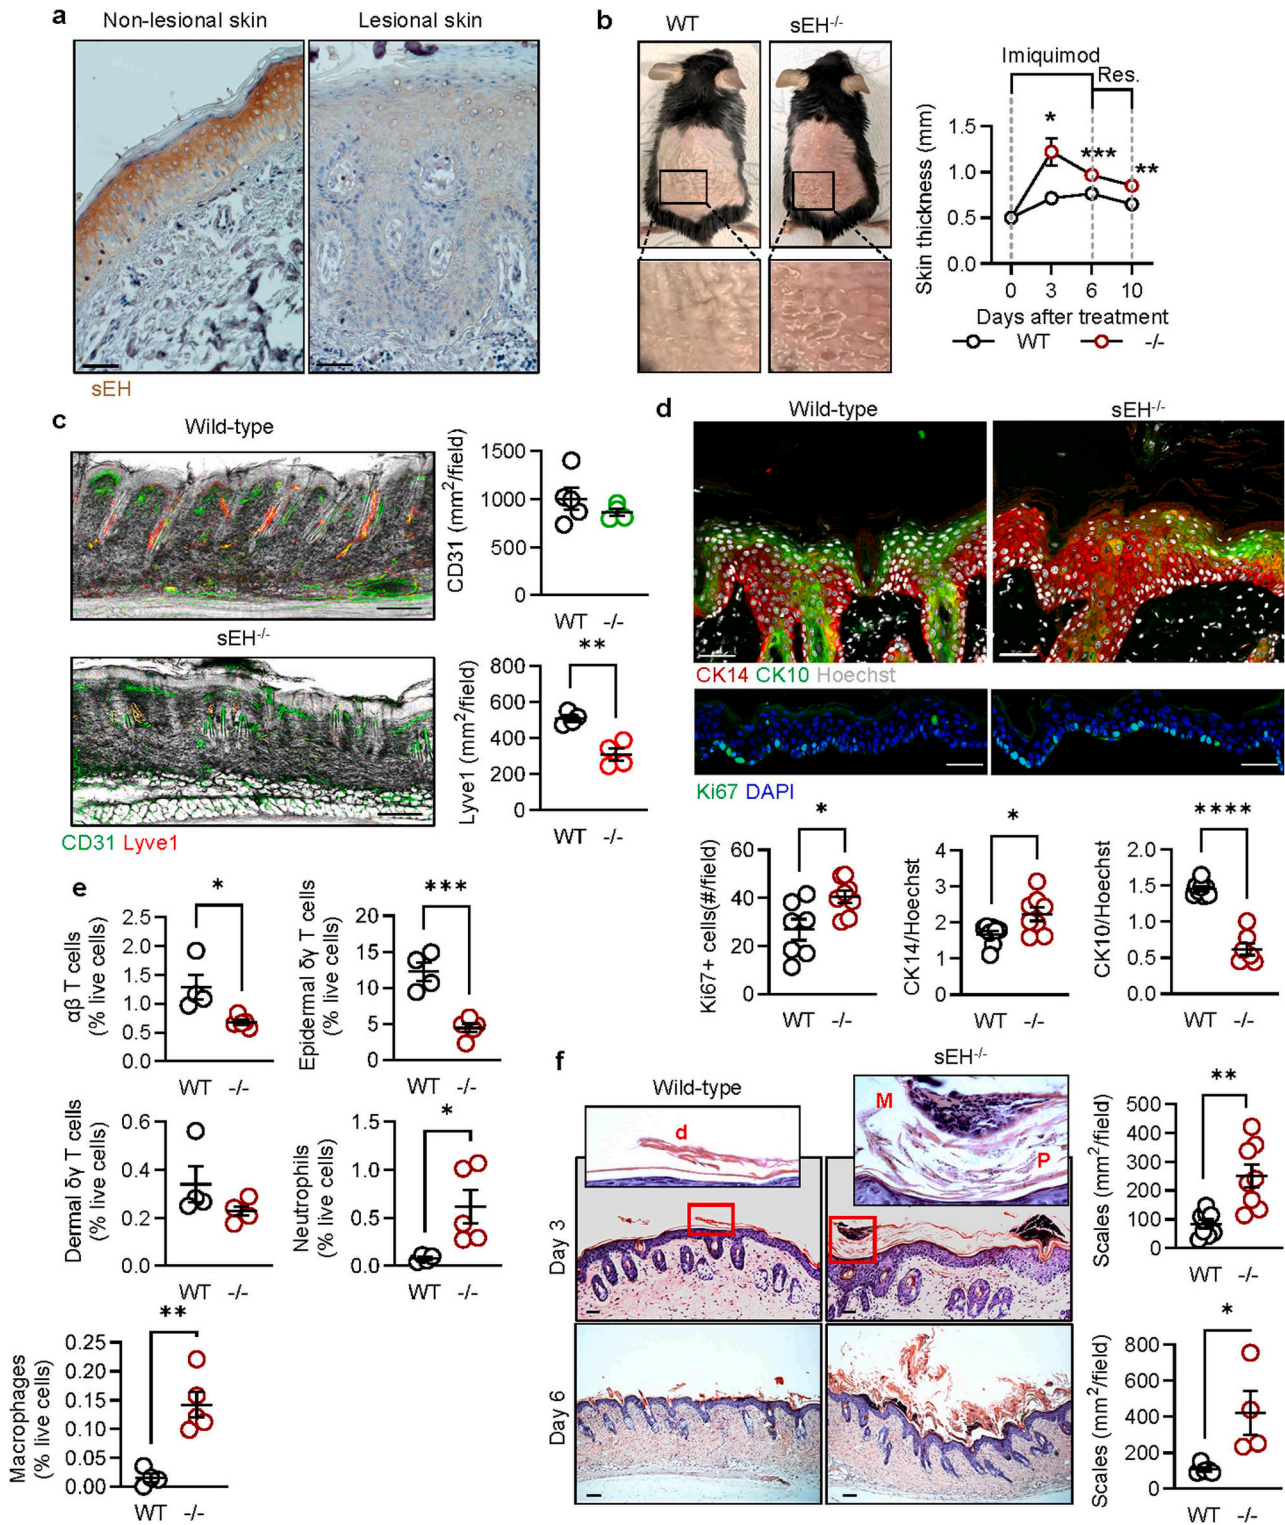 a
Non-lesional skin
Lesional skin
sEH
b
WT
sEH-/-
Imiquimod
Res.
Skin thickness (mm)
1.5
1.0
0.5
0.0
*
***
**
0 3 6 10
Days after treatment
WT -/-
c
Wild-type
sEH-/-
CD31 Lyve1
CD31 (mm2/field)
1500
1000
500
0
WT -/-
Lyve1 (mm2/field)
800
600
400
200
0
**
WT -/-
d
Wild-type
sEH-/-
CK14 CK10 Hoechst
Ki67 DAPI
Ki67+ cells(#/field)
60
40
20
0
*
WT -/-
CK14/Hoechst
4
3
2
1
0
*
WT -/-
CK10/Hoechst
2.0
1.5
1.0
0.5
0.0
****
WT -/-
e
αβ T cells
(% live cells)
2.5
2.0
1.5
1.0
0.5
0.0
*
WT -/-
Epidermal δγ T cells
(% live cells)
20
15
10
5
0
***
WT -/-
Dermal δγ T cells
(% live cells)
0.6
0.4
0.2
0.0
WT -/-
Neutrophils
(% live cells)
1.5
1.0
0.5
0.0
*
WT -/-
Macrophages
(% live cells)
0.25
0.20
0.15
0.10
0.05
0.00
**
WT -/-
f
Wild-type
sEH-/-
d
M
P
Day 3
Day 6
Scales (mm2/field)
500
400
300
200
100
0
**
WT -/-
Scales (mm2/field)
800
600
400
200
0
*
WT -/-